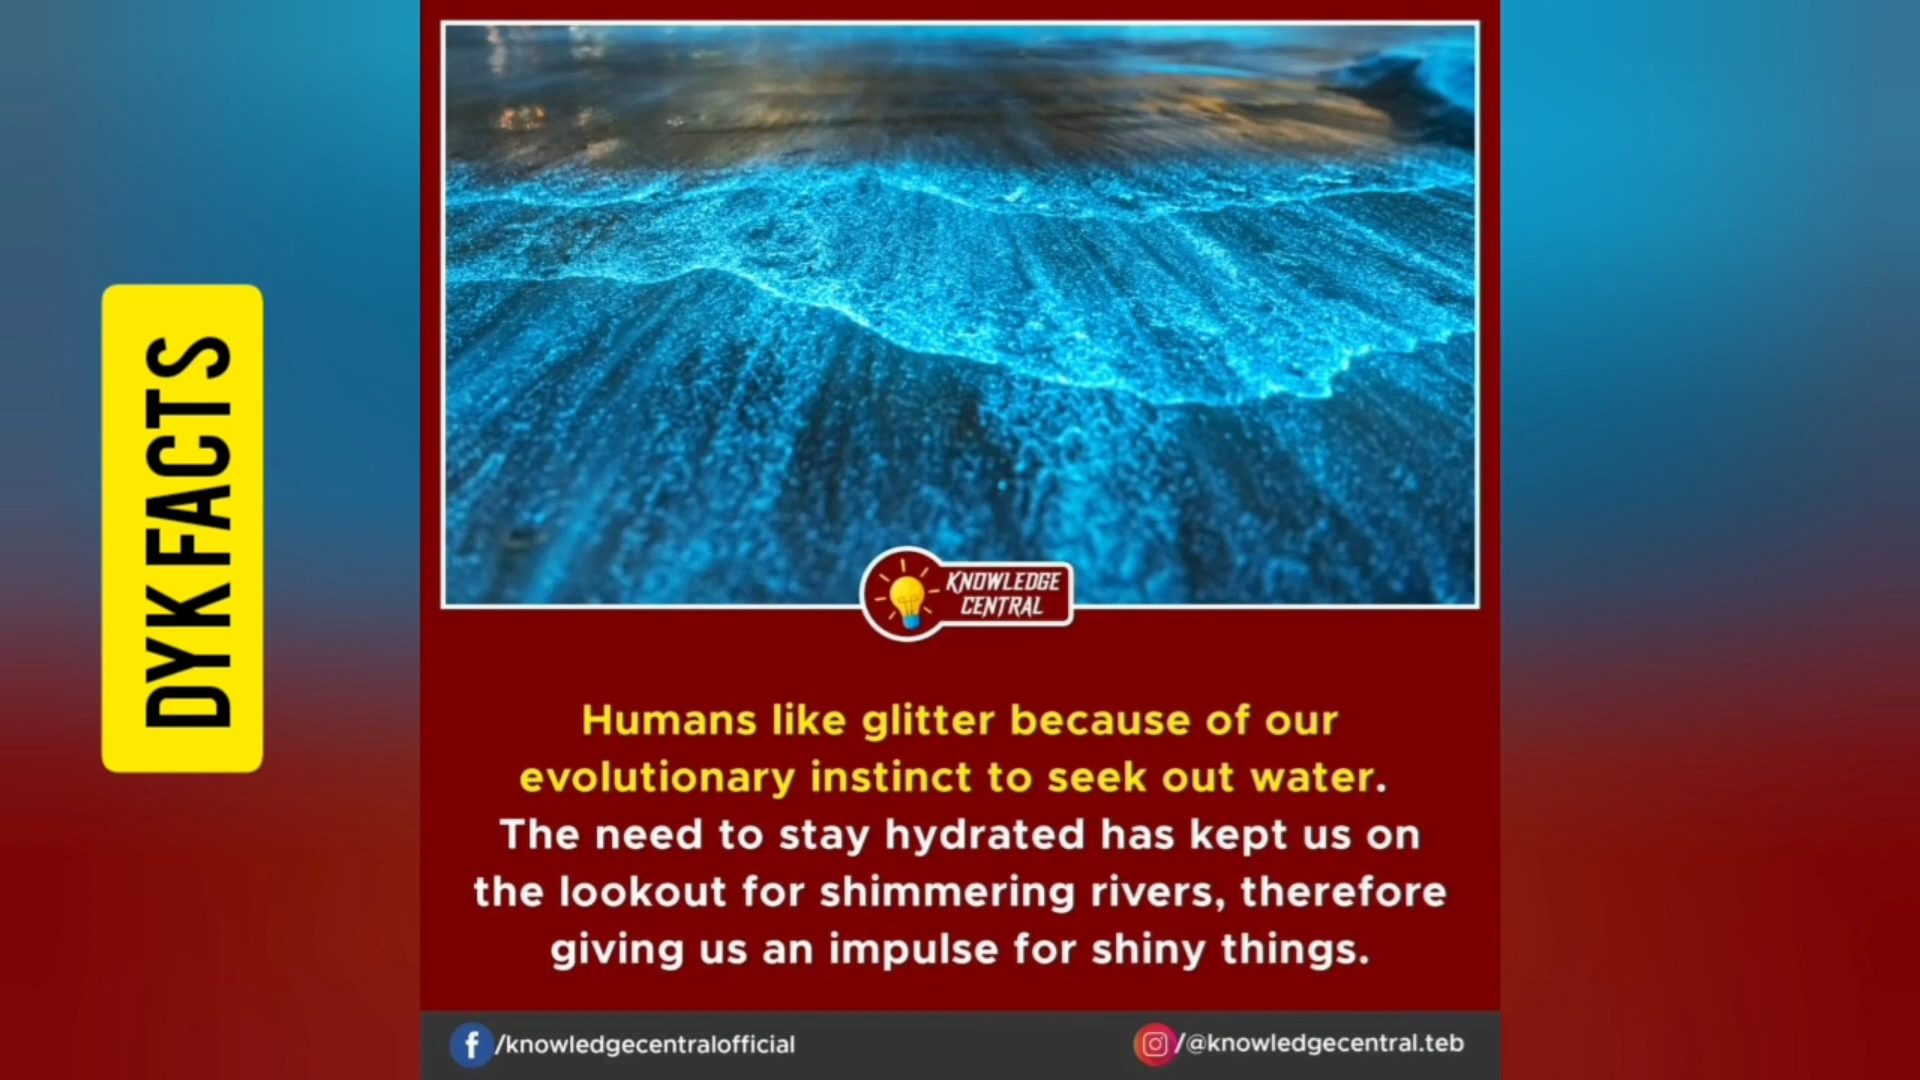 DYK FACTS
KNOWLEDGE
CENTRAL
Humans like glitter because of our
evolutionary instinct to seek out water.
The need to stay hydrated has kept us on
the lookout for shimmering rivers, therefore
giving us an impulse for shiny things.
/knowledgecentralofficial
/@knowledgecentral.teb